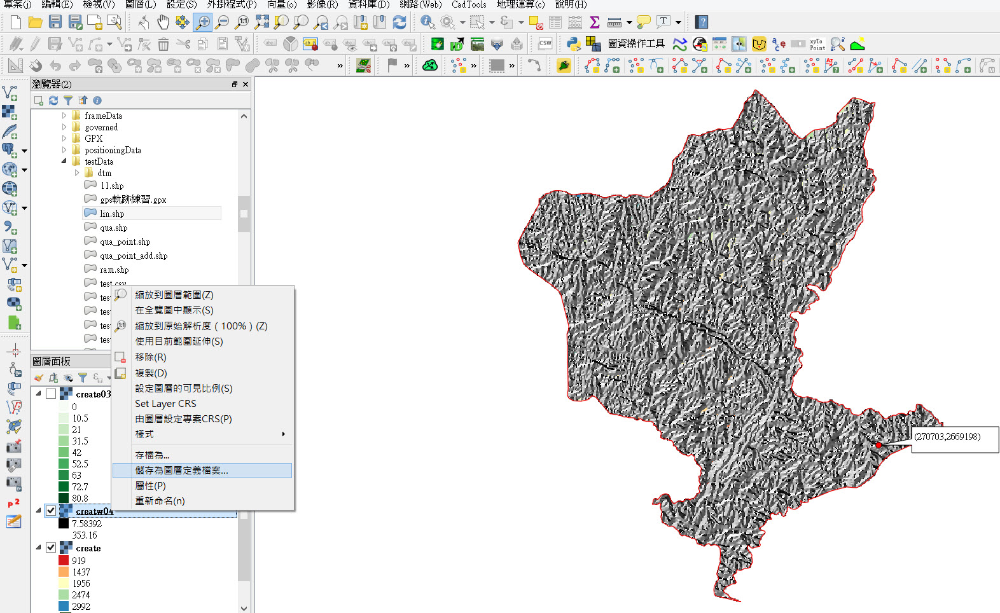 專案(j) 編輯(E) 檢視(V) 圖層(L) 設定(S) 外掛程式(P) 向量(o) 影像(R) 資料庫(D) 網路(Web) CadTools 地理運算(c) 說明(H)
CSW 圖資操作工具 xyTo Point
瀏覽器(2)
frameData
governed
GPX
positioningData
testData
dtm
11.shp
gps軌跡練習.gpx
lin.shp
qua.shp
qua_point.shp
qua_point_add.shp
ram.shp
test.csv
tes
tes
tes
tes
縮放到圖層範圍(Z)
在全覽圖中顯示(S)
縮放到原始解析度 ( 100% ) (Z)
使用目前範圍延伸(S)
移除(R)
複製(D)
設定圖層的可見比例(S)
Set Layer CRS
由圖層設定專案CRS(P)
樣式
存檔為...
儲存為圖層定義檔案...
屬性(P)
重新命名(n)
圖層面板
create03
0
10.5
21
31.5
42
52.5
63
72.7
80.8
creatw04
7.58392
353.16
create
919
1437
1956
2474
2992
(270703,2669198)